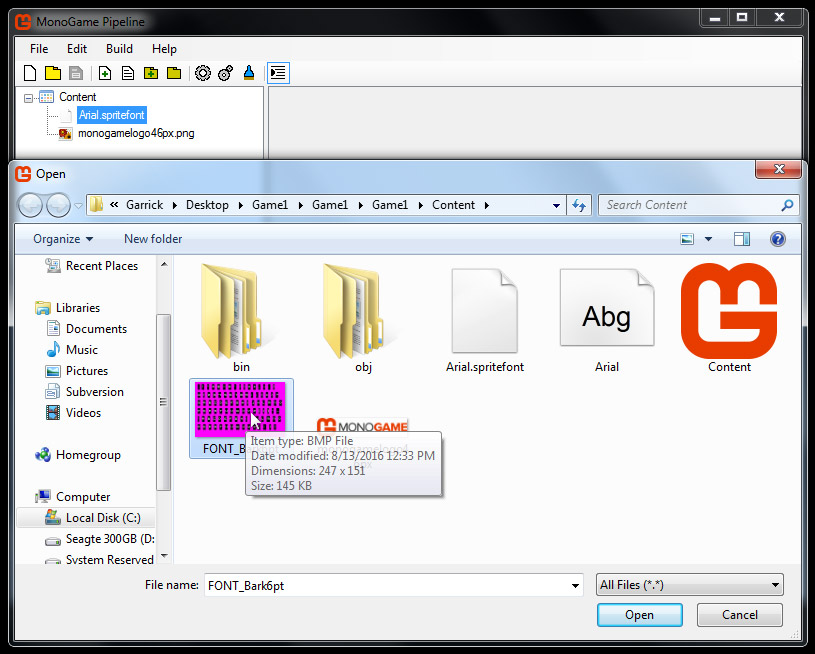 MonoGame Pipeline
File Edit Build Help
Content
Arial.spritefont
monogamelogo46px.png
Open
« Garrick Desktop Game1 Game1 Game1 Content
Search Content
Organize New folder
Recent Places
Libraries
Documents
Music
Pictures
Subversion
Videos
Homegroup
Computer
Local Disk (C:)
Seagte 300GB (D:
System Reserved
bin obj Arial.spritefont Abg Arial Content
FONT_B
MONOGAME
Item type: BMP File
Date modified: 8/13/2016 12:33 PM
Dimensions: 247 x 151
Size: 145 KB
File name: FONT_Bark6pt All Files (*.*)
Open Cancel